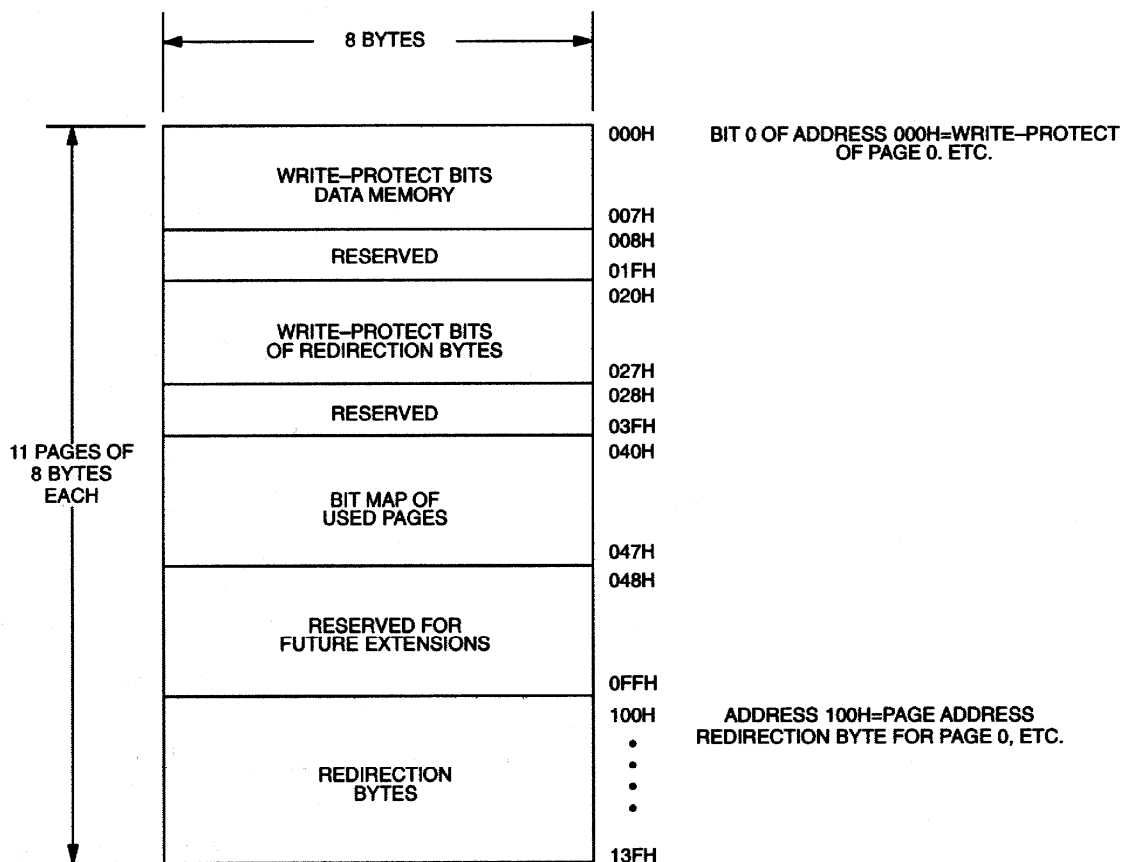 8 BYTES
000H
BIT 0 OF ADDRESS 000H=WRITE–PROTECT
OF PAGE 0. ETC.
WRITE–PROTECT BITS
DATA MEMORY
007H
008H
RESERVED
01FH
020H
WRITE–PROTECT BITS
OF REDIRECTION BYTES
027H
028H
RESERVED
03FH
11 PAGES OF
8 BYTES
EACH
040H
BIT MAP OF
USED PAGES
047H
048H
RESERVED FOR
FUTURE EXTENSIONS
0FFH
100H
ADDRESS 100H=PAGE ADDRESS
REDIRECTION BYTE FOR PAGE 0, ETC.
REDIRECTION
BYTES
13FH